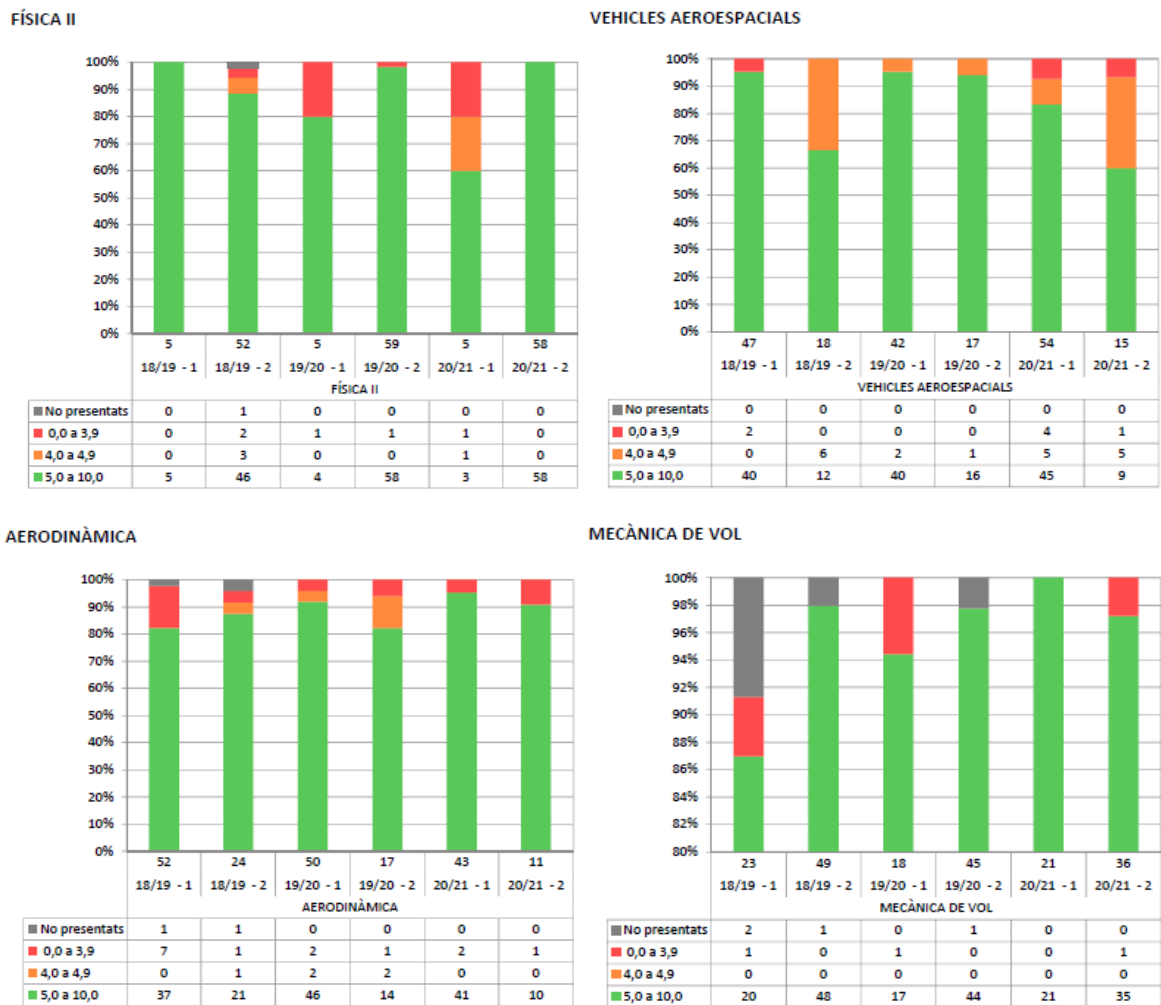 FÍSICA II
100%
90%
80%
70%
60%
50%
40%
30%
20%
10%
0%
5 52 5 59 5 58
18/19 - 1 18/19 - 2 19/20 - 1 19/20 - 2 20/21 - 1 20/21 - 2
FÍSICA II
No presentats 0 1 0 0 0 0
0,0 a 3,9 0 2 1 1 1 0
4,0 a 4,9 0 3 0 0 1 0
5,0 a 10,0 5 46 4 58 3 58
VEHICLES AEROESPACIALS
100%
90%
80%
70%
60%
50%
40%
30%
20%
10%
0%
47 18 42 17 54 15
18/19 - 1 18/19 - 2 19/20 - 1 19/20 - 2 20/21 - 1 20/21 - 2
VEHICLES AEROESPACIALS
No presentats 0 0 0 0 0 0
0,0 a 3,9 2 0 0 0 4 1
4,0 a 4,9 0 6 2 1 5 5
5,0 a 10,0 40 12 40 16 45 9
AERODINÀMICA
100%
90%
80%
70%
60%
50%
40%
30%
20%
10%
0%
52 24 50 17 43 11
18/19 - 1 18/19 - 2 19/20 - 1 19/20 - 2 20/21 - 1 20/21 - 2
AERODINÀMICA
No presentats 1 1 0 0 0 0
0,0 a 3,9 7 1 2 1 2 1
4,0 a 4,9 0 1 2 2 0 0
5,0 a 10,0 37 21 46 14 41 10
MECÀNICA DE VOL
100%
98%
96%
94%
92%
90%
88%
86%
84%
82%
80%
23 49 18 45 21 36
18/19 - 1 18/19 - 2 19/20 - 1 19/20 - 2 20/21 - 1 20/21 - 2
MECÀNICA DE VOL
No presentats 2 1 0 1 0 0
0,0 a 3,9 1 0 1 0 0 1
4,0 a 4,9 0 0 0 0 0 0
5,0 a 10,0 20 48 17 44 21 35